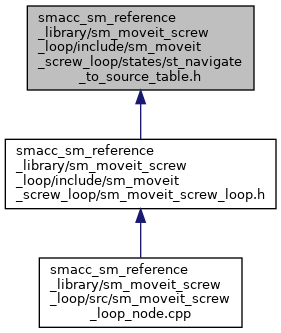 smacc_sm_reference
_library/sm_moveit_screw
_loop/include/sm_moveit
_screw_loop/states/st_navigate
_to_source_table.h
smacc_sm_reference
_library/sm_moveit_screw
_loop/include/sm_moveit
_screw_loop/sm_moveit_screw_loop.h
smacc_sm_reference
_library/sm_moveit_screw
_loop/src/sm_moveit_screw
_loop_node.cpp